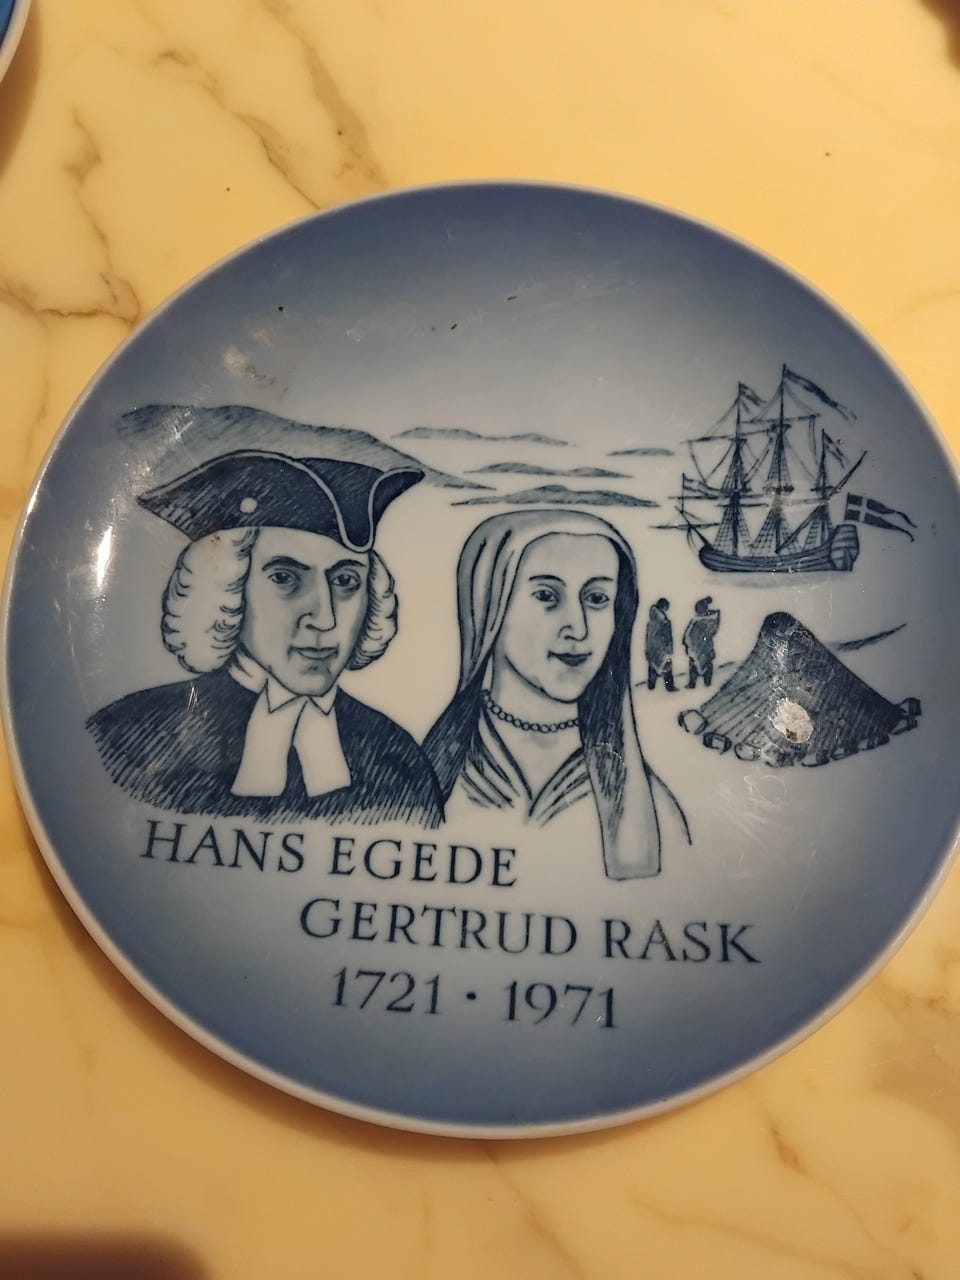 HANS EGEDE
GERTRUD RASK
1721 · 1971